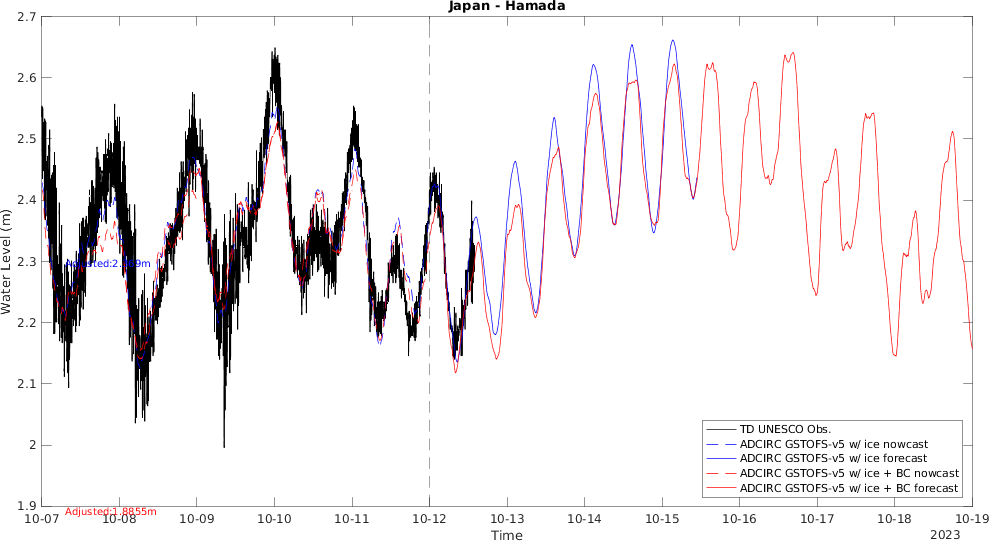 Japan - Hamada
2.7
2.6
2.5
2.4
2.3
2.2
2.1
2
1.9
Water Level (m)
Adjusted:1.8855m
10-07
10-08
10-09
10-10
10-11
10-12
10-13
10-14
10-15
10-16
10-17
10-18
10-19
Time
2023
TD UNESCO Obs.
ADCIRC GSTOFS-v5 w/ ice nowcast
ADCIRC GSTOFS-v5 w/ ice forecast
ADCIRC GSTOFS-v5 w/ ice + BC nowcast
ADCIRC GSTOFS-v5 w/ ice + BC forecast